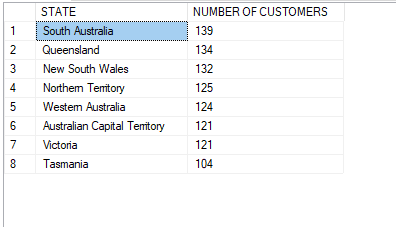 STATE NUMBER OF CUSTOMERS
1 South Australia 139
2 Queensland 134
3 New South Wales 132
4 Northern Territory 125
5 Western Australia 124
6 Australian Capital Territory 121
7 Victoria 121
8 Tasmania 104